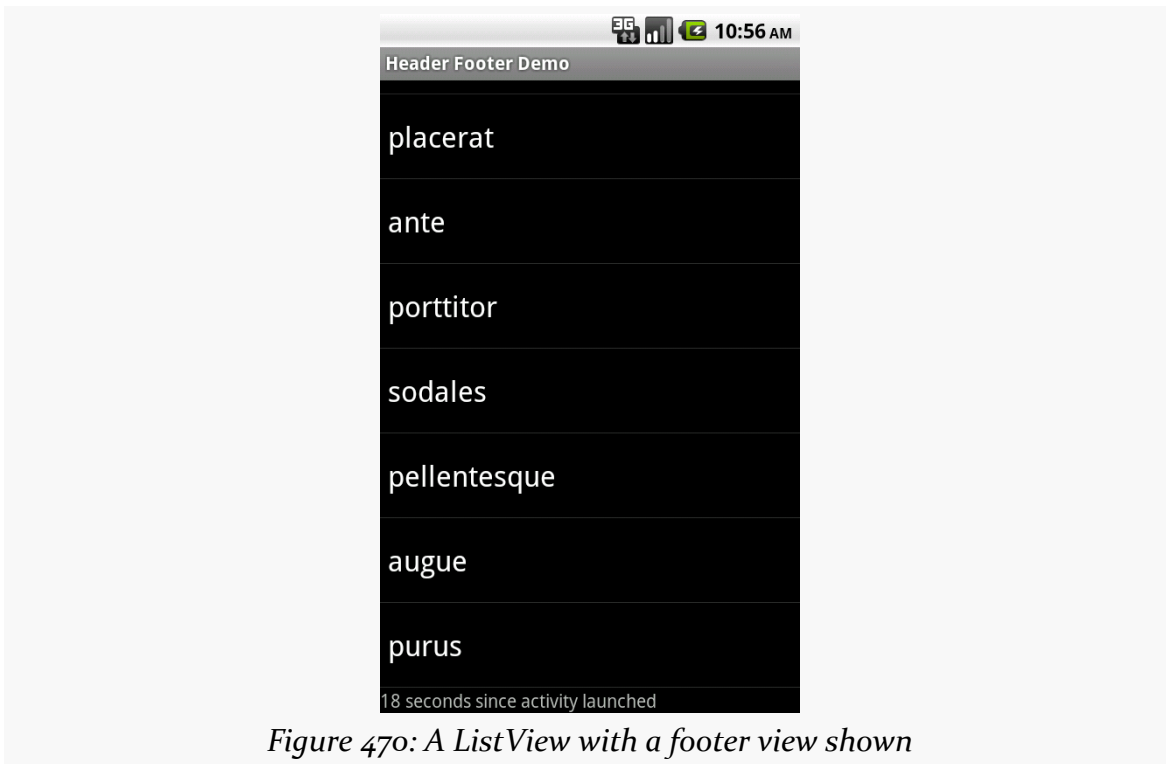 3G 10:56 AM
Header Footer Demo
placerat
ante
porttitor
sodales
pellentesque
augue
purus
18 seconds since activity launched
Figure 470: A ListView with a footer view shown